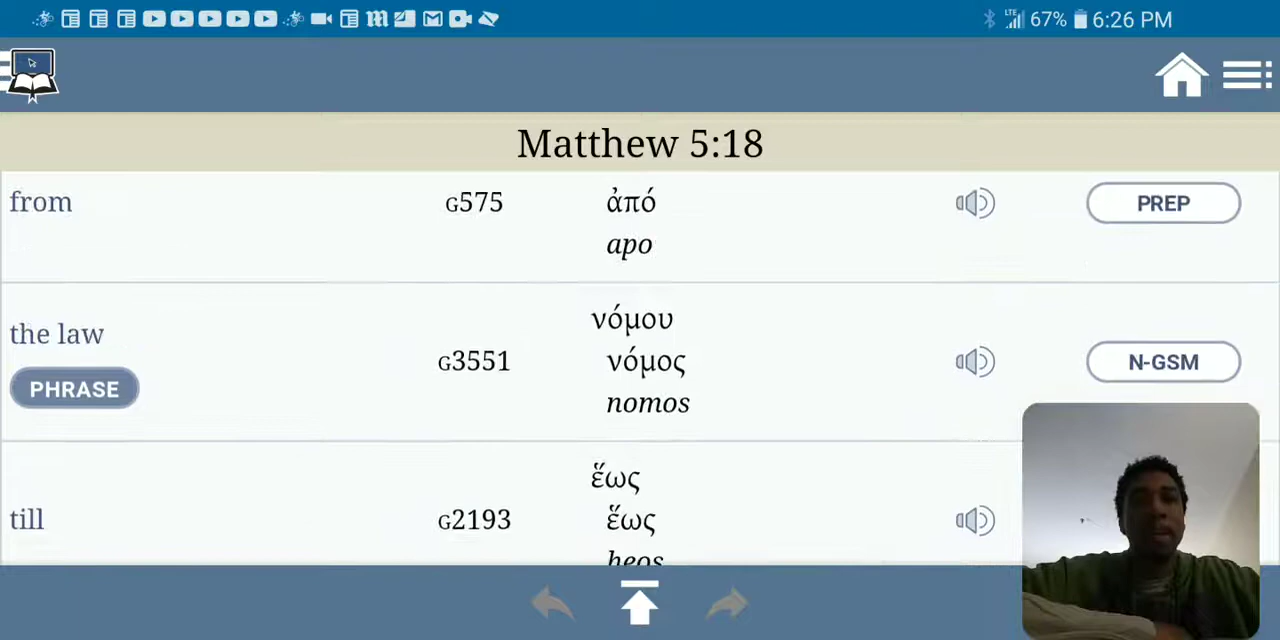 67% 6:26 PM
Matthew 5:18
from G575 ἀπό PREP
apo
νόμου
the law G3551 νόμος N-GSM
PHRASE nomos
ἕως
till G2193 ἕως
heos